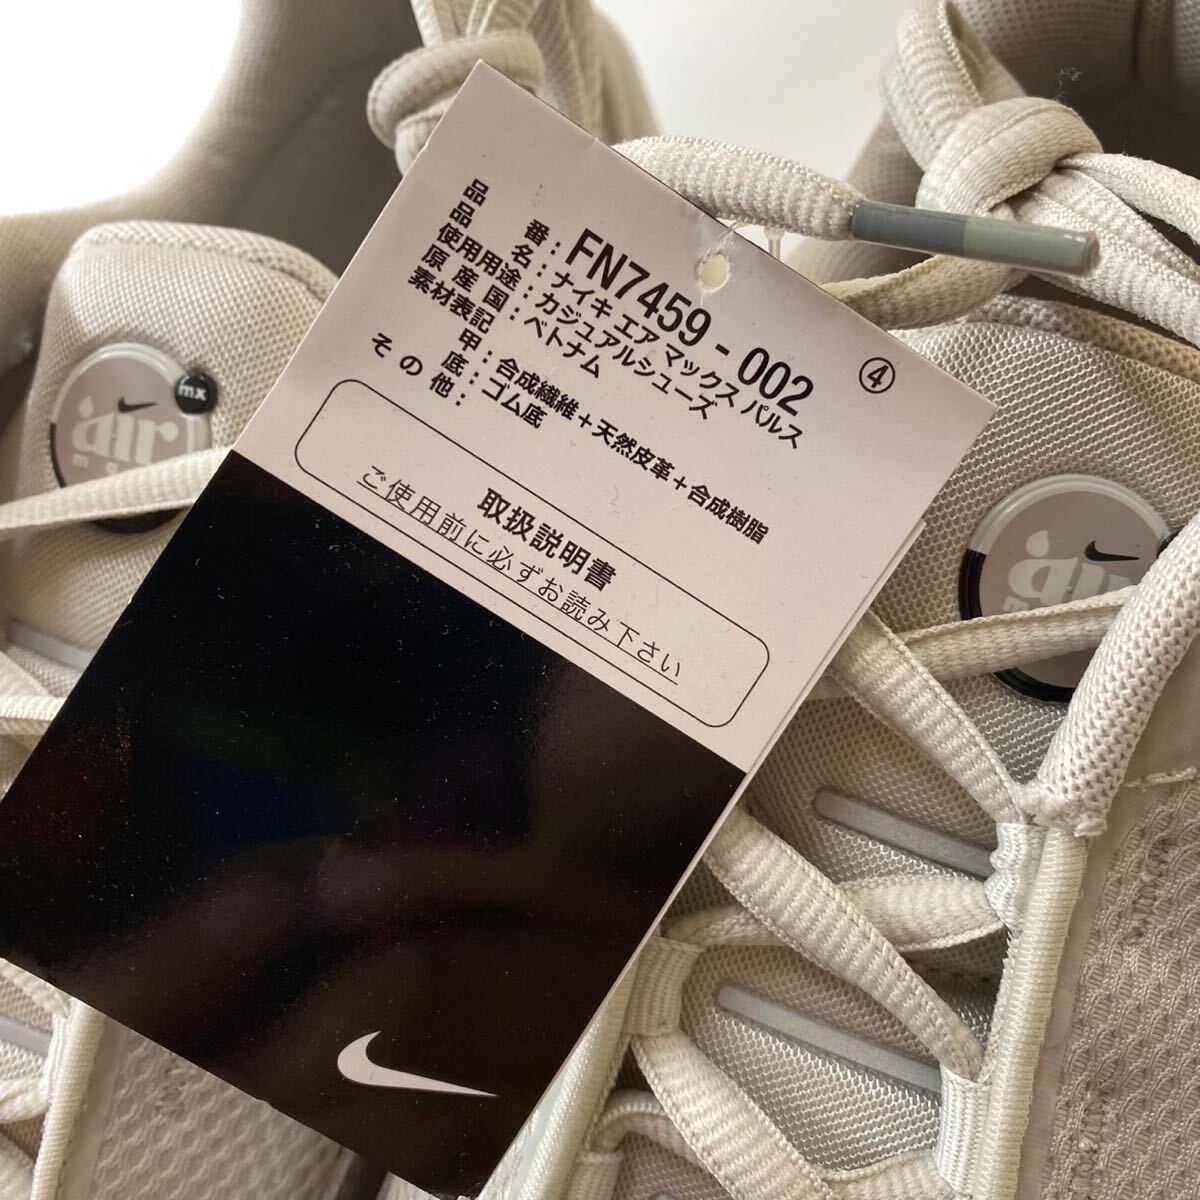 品番：FN7459-002 ④
品名：ナイキ エア マックス パルス
使用用途：カジュアルシューズ
原産国：ベトナム
素材表記
甲：合成繊維＋天然皮革＋合成樹脂
底：ゴム底
その他：
取扱説明書
ご使用前に必ずお読み下さい
air
mx
air